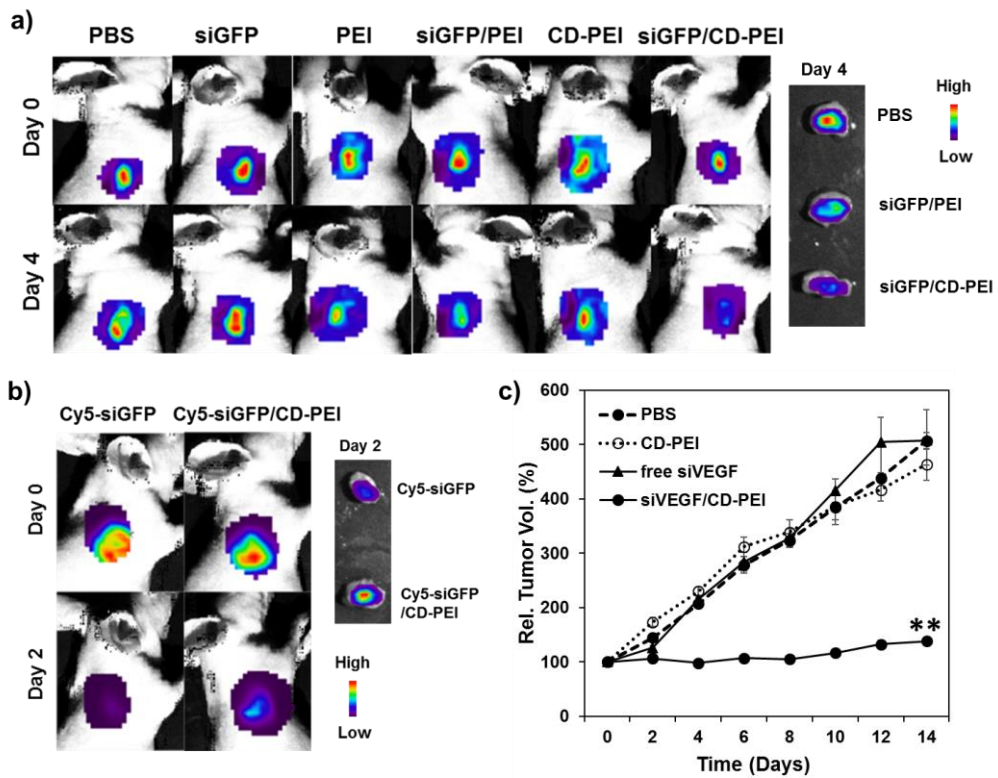 a)
PBS siGFP PEI siGFP/PEI CD-PEI siGFP/CD-PEI
Day 0
Day 4
Day 4
High
Low
PBS
siGFP/PEI
siGFP/CD-PEI
b)
Cy5-siGFP Cy5-siGFP/CD-PEI
Day 0
Day 2
Day 2
Cy5-siGFP
Cy5-siGFP
/CD-PEI
High
Low
c)
Rel. Tumor Vol. (%)
600
500
400
300
200
100
0
PBS
CD-PEI
free siVEGF
siVEGF/CD-PEI
**
0 2 4 6 8 10 12 14
Time (Days)